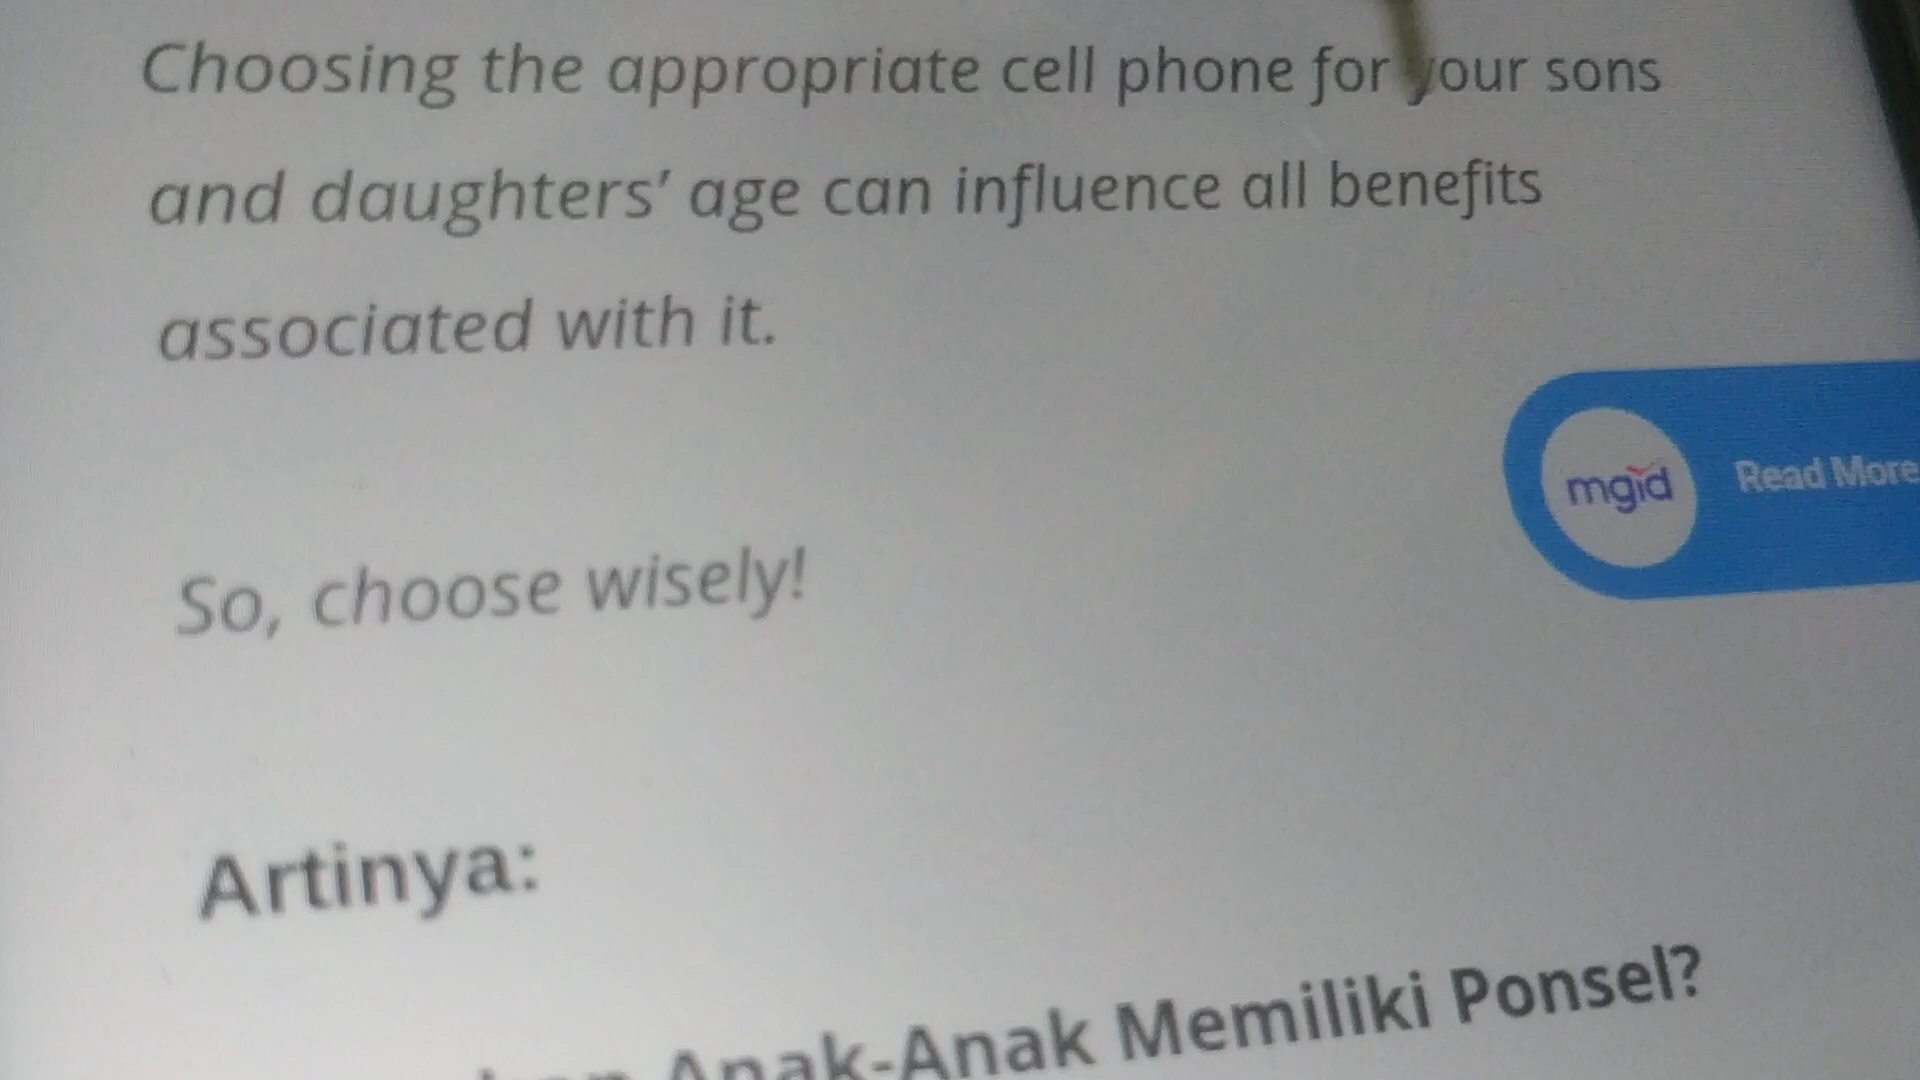 Choosing the appropriate cell phone for your sons
and daughters' age can influence all benefits
associated with it.
mgid Read More
So, choose wisely!
Artinya:
Anak-Anak Memiliki Ponsel?